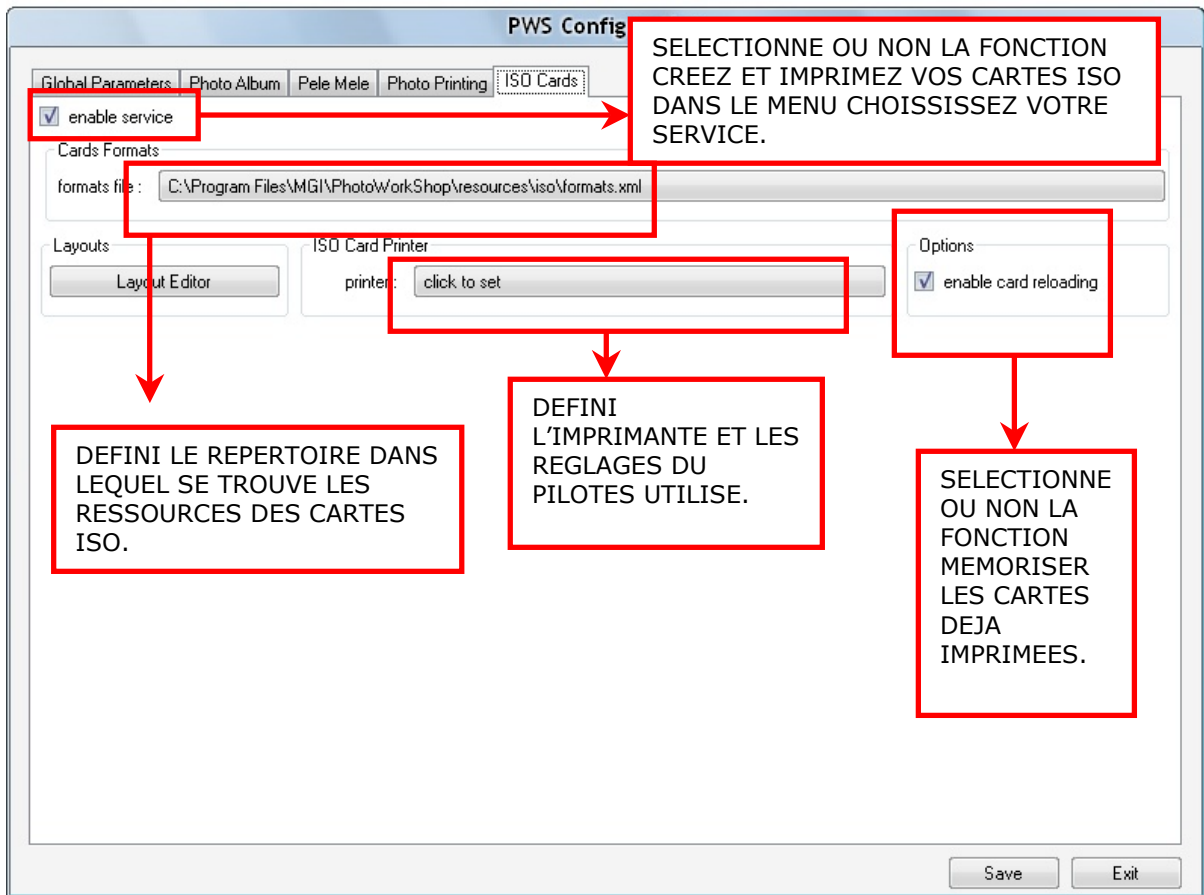 PWS Config
SELECTIONNE OU NON LA FONCTION
CREEZ ET IMPRIMEZ VOS CARTES ISO
DANS LE MENU CHOISSISSEZ VOTRE
SERVICE.
Global Parameters Photo Album Pele Mele Photo Printing ISO Cards
enable service
Cards Formats
formats file : C:\Program Files\MGI\PhotoWorkShop\resources\iso\formats.xml
Layouts
Layout Editor
ISO Card Printer
printer: click to set
Options
enable card reloading
DEFINI LE REPERTOIRE DANS
LEQUEL SE TROUVE LES
RESSOURCES DES CARTES
ISO.
DEFINI
L’IMPRIMANTE ET LES
REGLAGES DU
PILOTES UTILISE.
SELECTIONNE
OU NON LA
FONCTION
MEMORISER
LES CARTES
DEJA
IMPRIMEES.
Save Exit